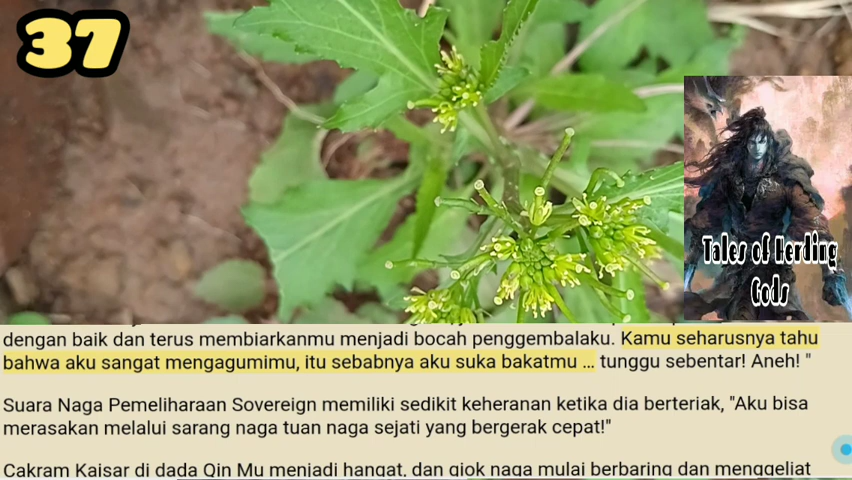 37
Tales of Herding
Gods
dengan baik dan terus membiarkanmu menjadi bocah penggembalaku. Kamu seharusnya tahu
bahwa aku sangat mengagumimu, itu sebabnya aku suka bakatmu ... tunggu sebentar! Aneh! "
Suara Naga Pemeliharaan Sovereign memiliki sedikit keheranan ketika dia berteriak, "Aku bisa
merasakan melalui sarang naga tuan naga sejati yang bergerak cepat!"
Cakram Kaisar di dada Qin Mu menjadi hangat, dan giok naga mulai berbaring dan menggeliat